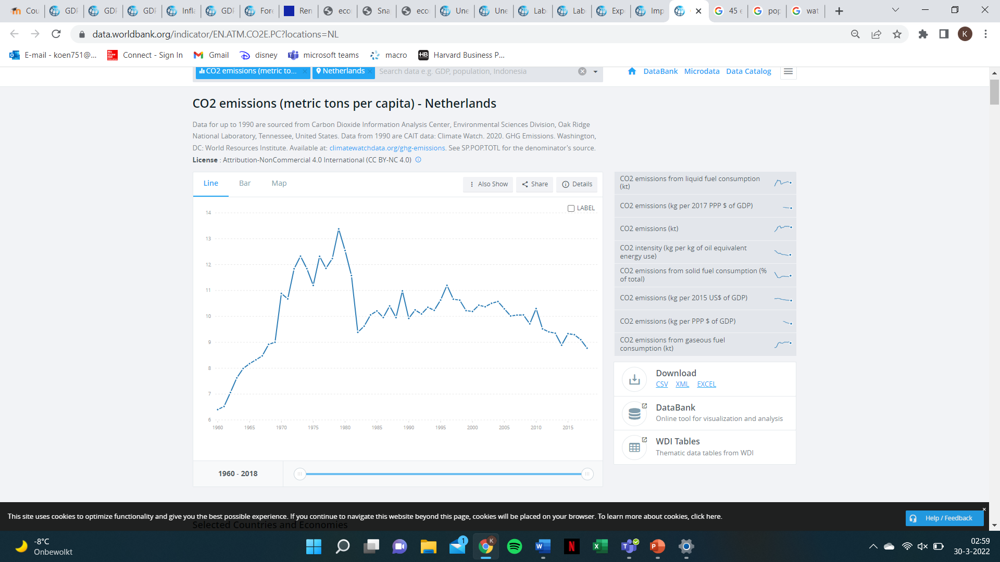 Cou GDP GDP GDP Infla GDP Fore Ren eco Sna eco Une Une Lab Lab Exp Imp 45 e pop wat
data.worldbank.org/indicator/EN.ATM.CO2E.PC?locations=NL
K
E-mail - koen751@... Connect - Sign In Gmail disney microsoft teams macro Harvard Business P...
CO2 emissions (metric to... × Netherlands × Search data e.g. GDP, population, Indonesia DataBank Microdata Data Catalog
CO2 emissions (metric tons per capita) - Netherlands
Data for up to 1990 are sourced from Carbon Dioxide Information Analysis Center, Environmental Sciences Division, Oak Ridge
National Laboratory, Tennessee, United States. Data from 1990 are CAIT data: Climate Watch. 2020. GHG Emissions. Washington,
DC: World Resources Institute. Available at: climatewatchdata.org/ghg-emissions. See SP.POP.TOTL for the denominator's source.
License : Attribution-NonCommercial 4.0 International (CC BY-NC 4.0)
Line Bar Map Also Show Share Details
LABEL
14
13
12
11
10
9
8
7
6
1960 1965 1970 1975 1980 1985 1990 1995 2000 2005 2010 2015
1960 - 2018
CO2 emissions from liquid fuel consumption
(kt)
CO2 emissions (kg per 2017 PPP $ of GDP)
CO2 emissions (kt)
CO2 intensity (kg per kg of oil equivalent
energy use)
CO2 emissions from solid fuel consumption (%
of total)
CO2 emissions (kg per 2015 US$ of GDP)
CO2 emissions (kg per PPP $ of GDP)
CO2 emissions from gaseous fuel
consumption (kt)
Download
CSV XML EXCEL
DataBank
Online tool for visualization and analysis
WDI Tables
Thematic data tables from WDI
This site uses cookies to optimize functionality and give you the best possible experience. If you continue to navigate this website beyond this page, cookies will be placed on your browser. To learn more about cookies, click here.
Help / Feedback
Selected Countries and Economies
-8°C
Onbewolkt
1
K
02:59
30-3-2022